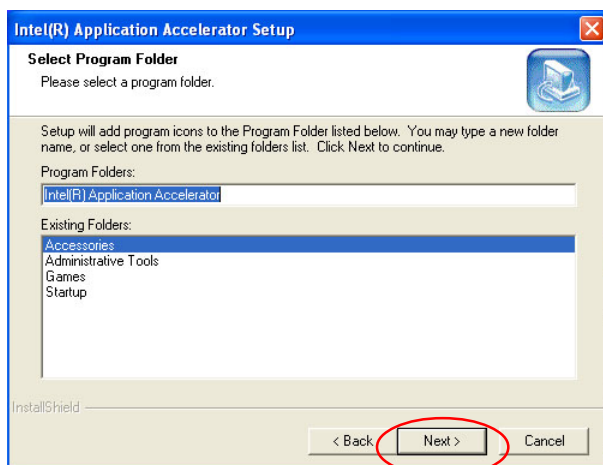 Intel(R) Application Accelerator Setup
Select Program Folder
Please select a program folder.
Setup will add program icons to the Program Folder listed below.  You may type a new folder
name, or select one from the existing folders list.  Click Next to continue.
Program Folders:
Intel(R) Application Accelerator
Existing Folders:
Accessories
Administrative Tools
Games
Startup
InstallShield
< Back
Next >
Cancel